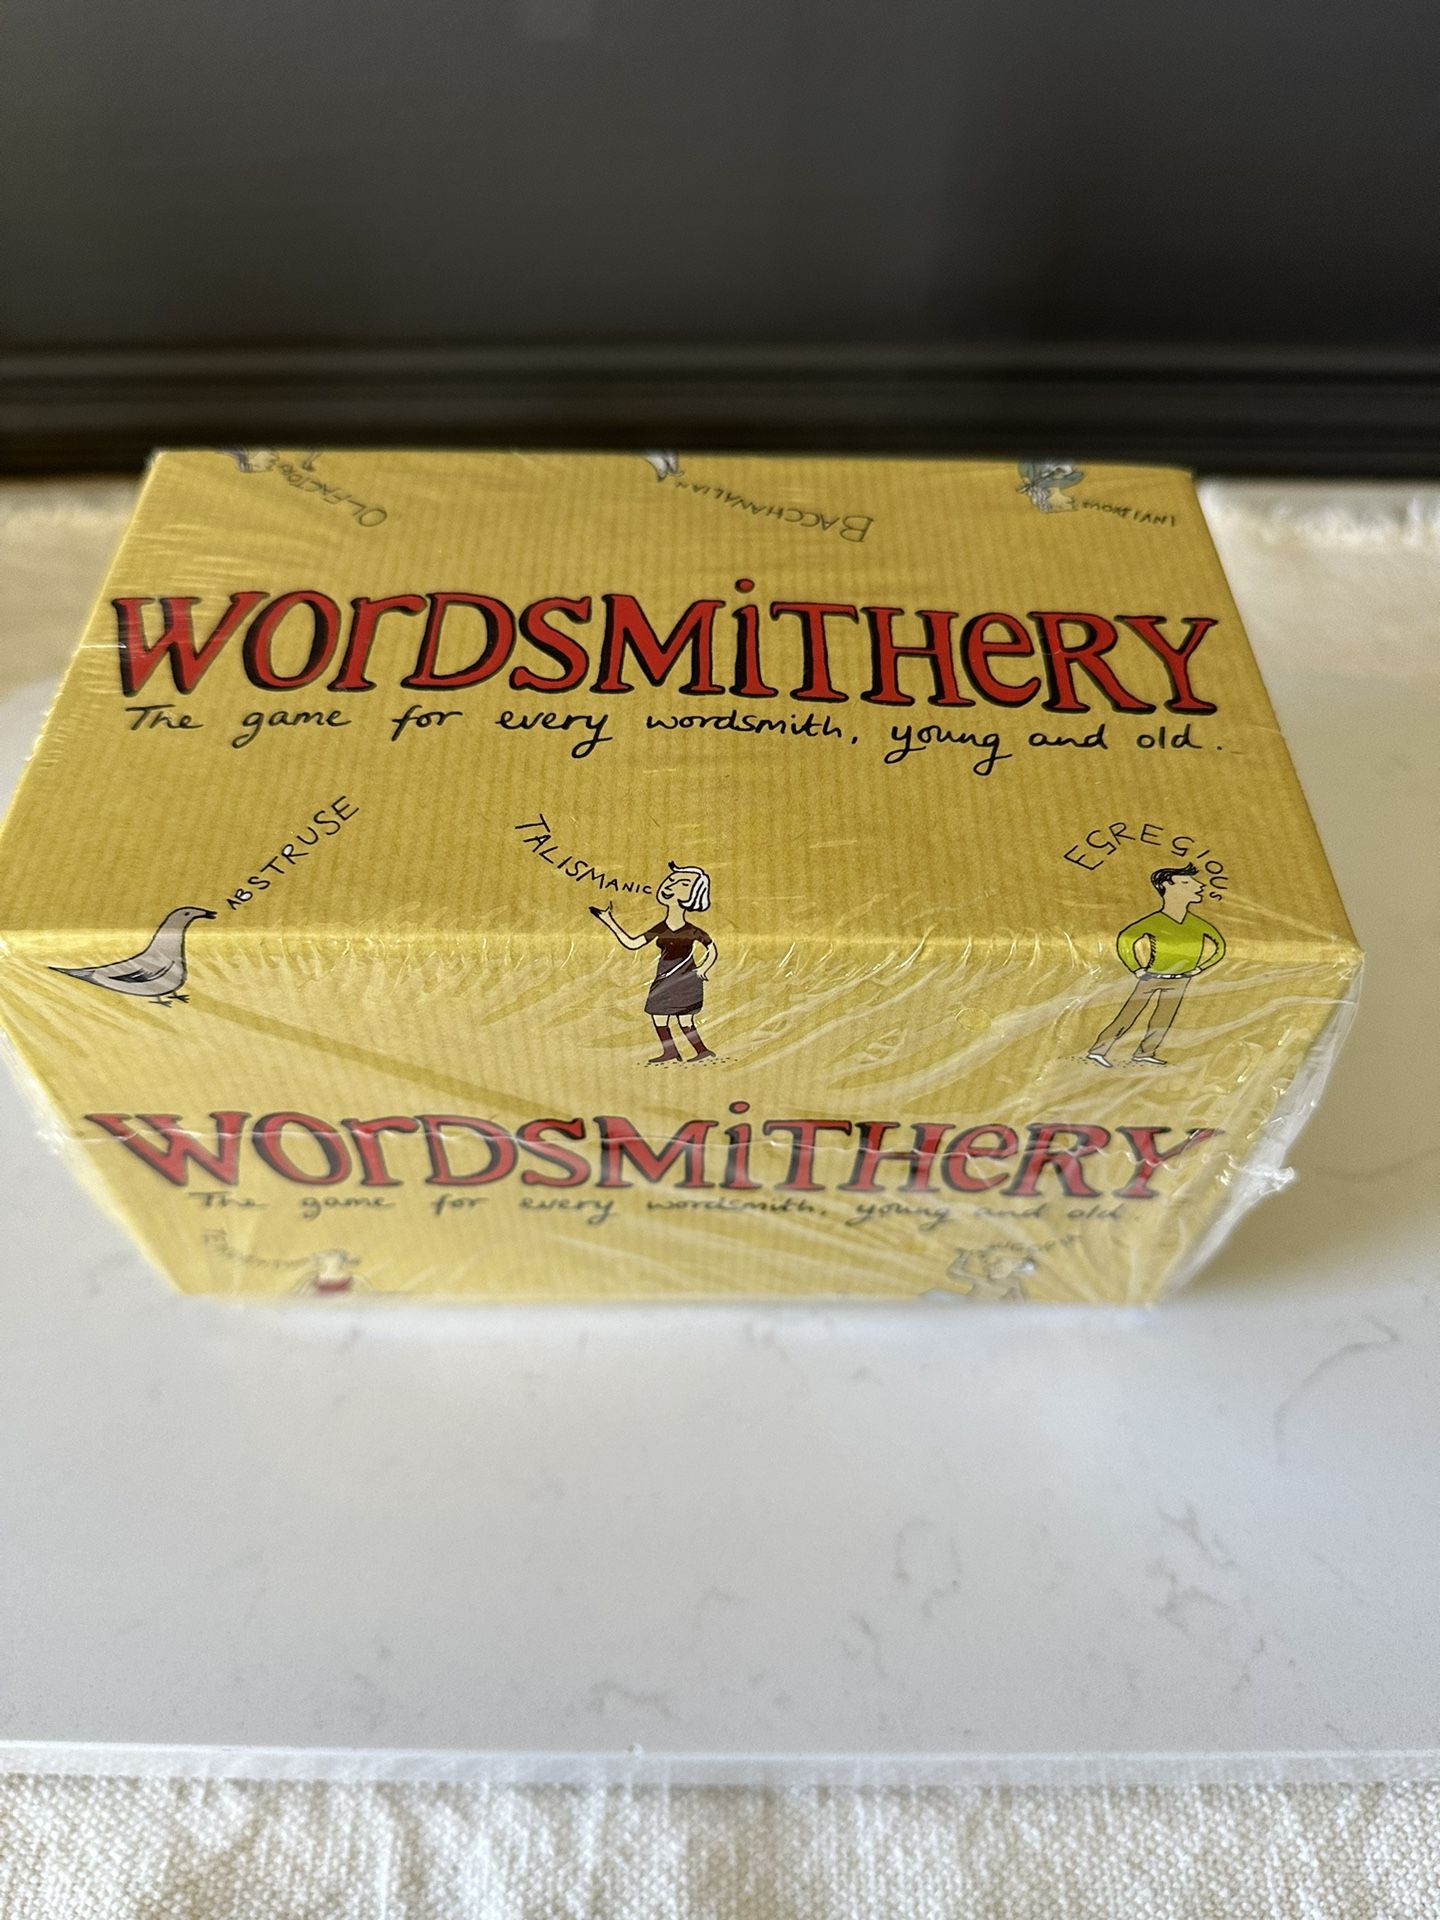 OLFACTORY
BACCHANALIAN
INVIDIOUS
WORDSMiTHeRY
The game for every wordsmith, young and old.
ABSTRUSE
TALISMANIC
EGREGIOUS
WORDSMiTHeRY
The game for every wordsmith, young and old.